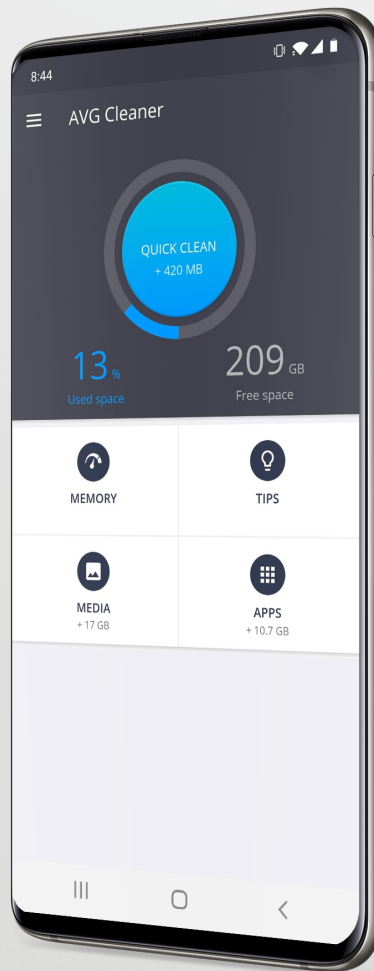 8:44
AVG Cleaner
QUICK CLEAN
+ 420 MB
13 %
Used space
209 GB
Free space
MEMORY
TIPS
MEDIA
+ 17 GB
APPS
+ 10.7 GB